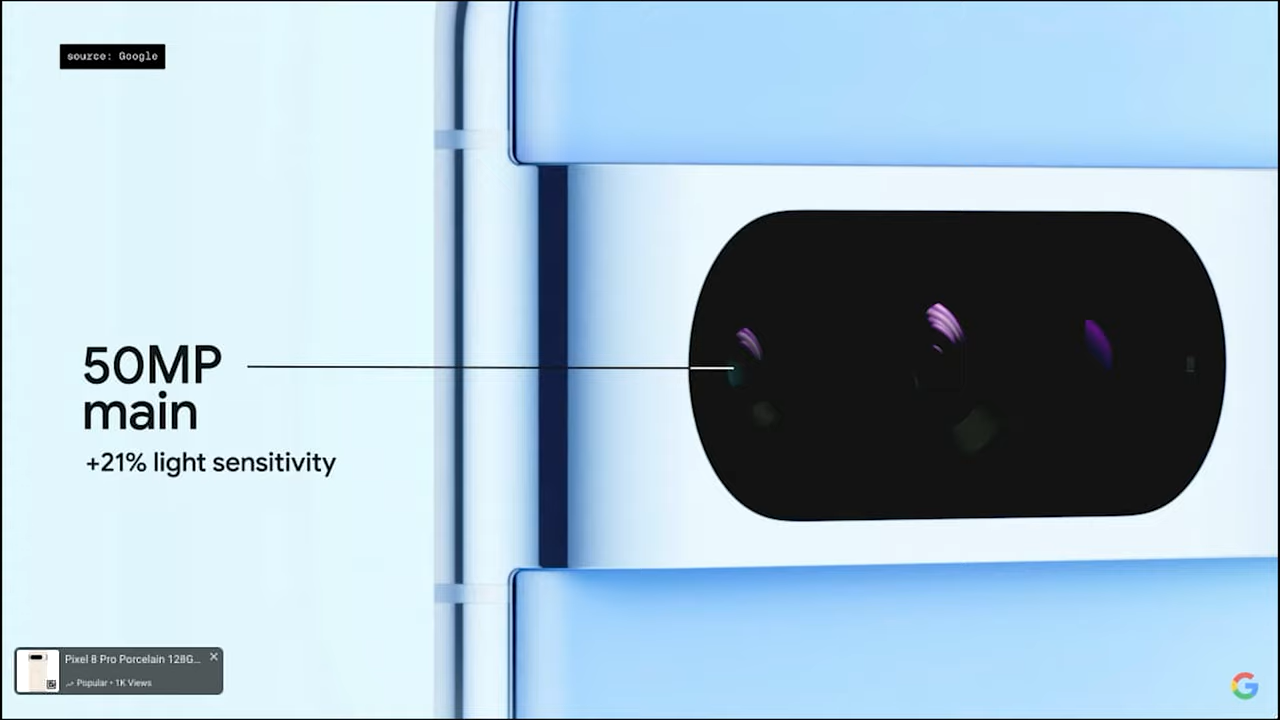 source: Google
50MP
main
+21% light sensitivity
Pixel 8 Pro Porcelain 128G...
Popular • 1K Views